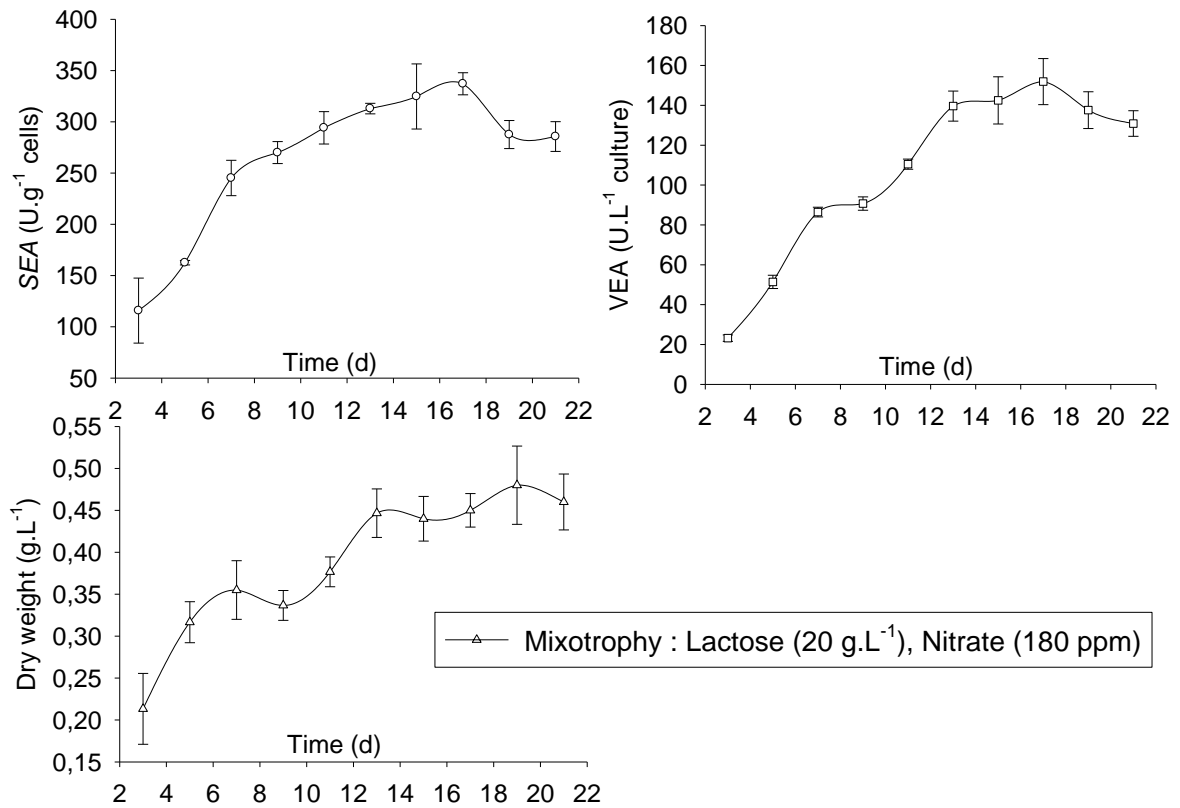 400
350
300
250
200
150
100
50
SEA (U.g⁻¹ cells)
Time (d)
2 4 6 8 10 12 14 16 18 20 22
180
160
140
120
100
80
60
40
20
0
VEA (U.L⁻¹ culture)
Time (d)
2 4 6 8 10 12 14 16 18 20 22
0,55
0,50
0,45
0,40
0,35
0,30
0,25
0,20
0,15
Dry weight (g.L⁻¹)
Time (d)
2 4 6 8 10 12 14 16 18 20 22
Mixotrophy : Lactose (20 g.L⁻¹), Nitrate (180 ppm)